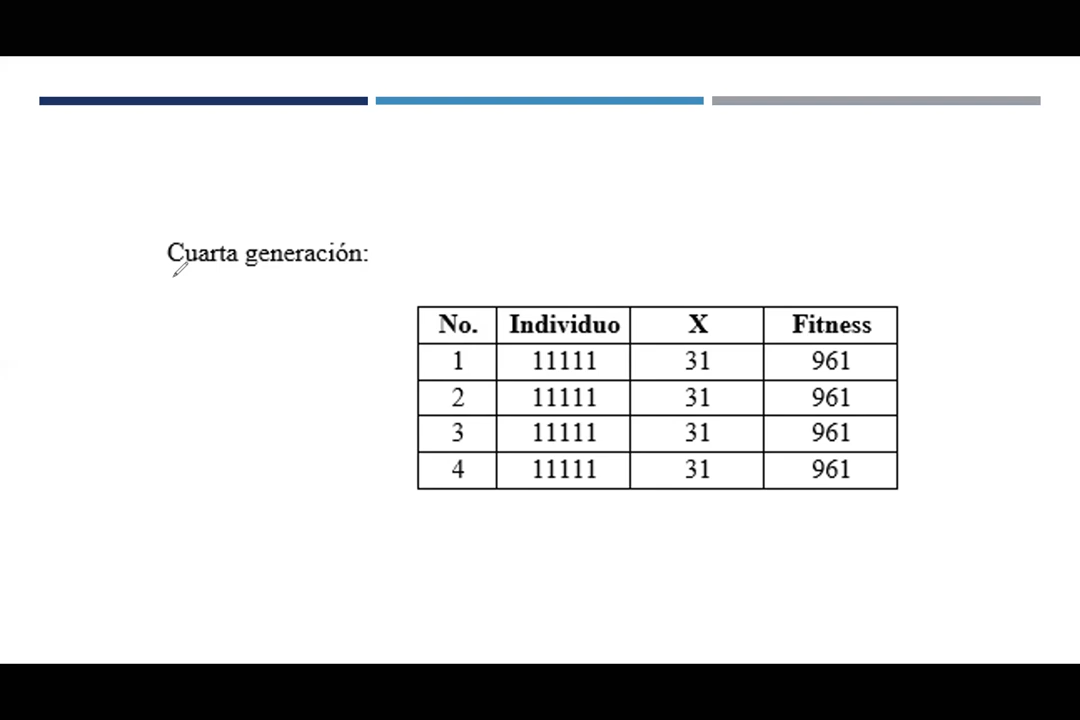 Cuarta generación:
No. Individuo X Fitness
1 11111 31 961
2 11111 31 961
3 11111 31 961
4 11111 31 961